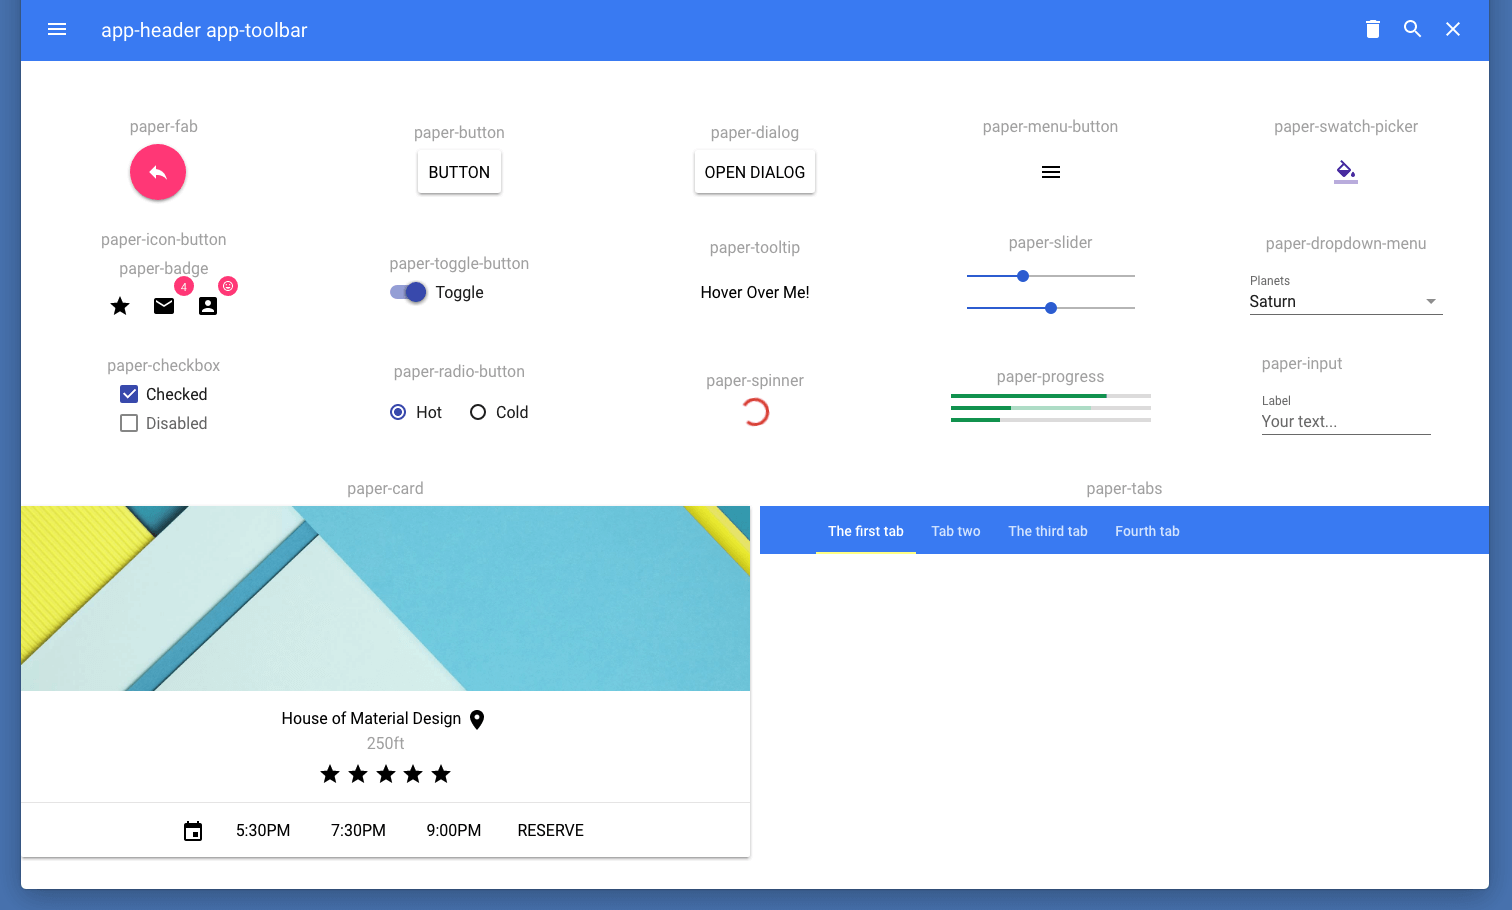 app-header app-toolbar
paper-fab
paper-button
BUTTON
paper-dialog
OPEN DIALOG
paper-menu-button
paper-swatch-picker
paper-icon-button
paper-badge
4
paper-toggle-button
Toggle
paper-tooltip
Hover Over Me!
paper-slider
paper-dropdown-menu
Planets
Saturn
paper-checkbox
Checked
Disabled
paper-radio-button
Hot Cold
paper-spinner
paper-progress
paper-input
Label
Your text...
paper-card
House of Material Design
250ft
5:30PM 7:30PM 9:00PM RESERVE
paper-tabs
The first tab Tab two The third tab Fourth tab